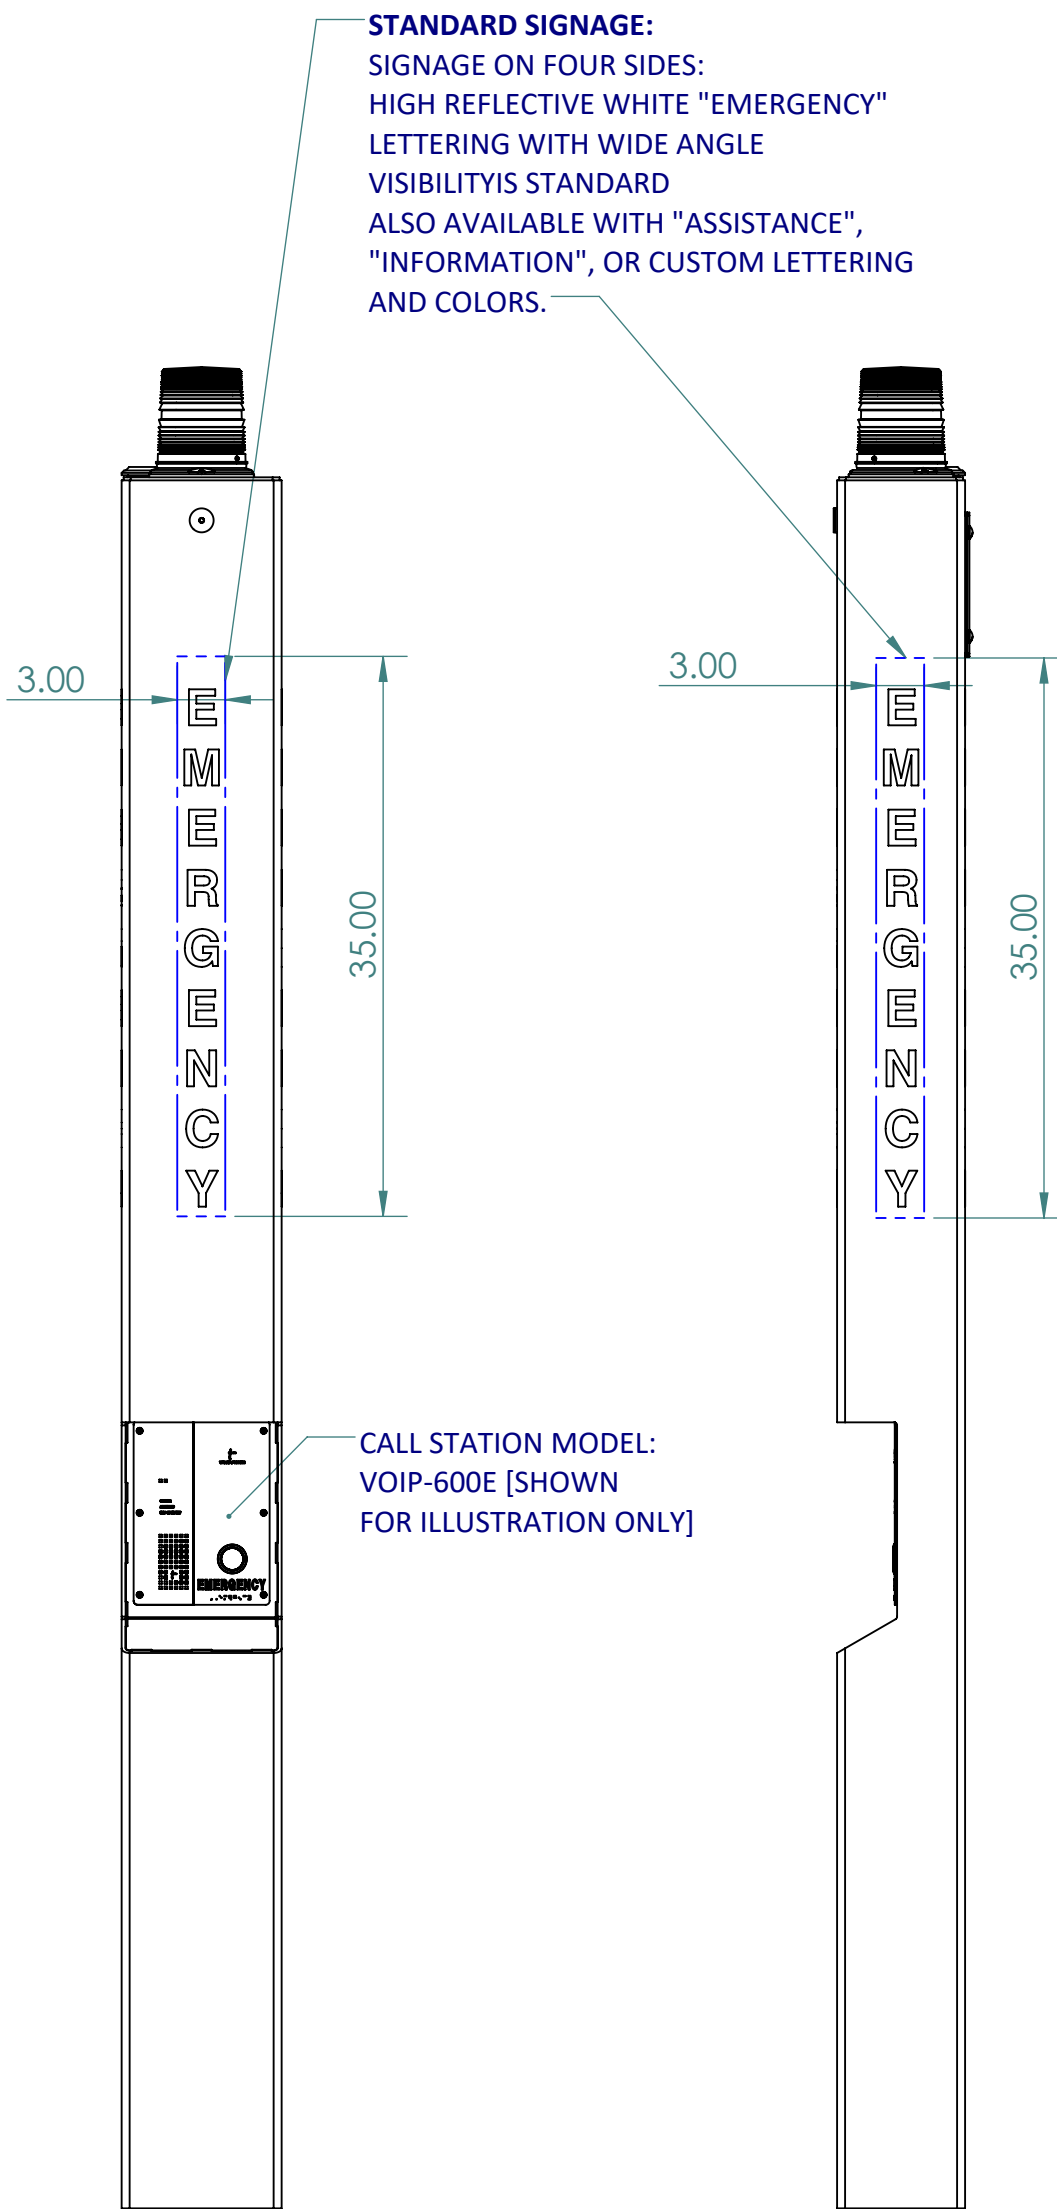 STANDARD SIGNAGE:
SIGNAGE ON FOUR SIDES:
HIGH REFLECTIVE WHITE "EMERGENCY"
LETTERING WITH WIDE ANGLE
VISIBILITYIS STANDARD
ALSO AVAILABLE WITH "ASSISTANCE",
"INFORMATION", OR CUSTOM LETTERING
AND COLORS.
3.00
EMERGENCY
35.00
3.00
EMERGENCY
35.00
CALL STATION MODEL:
VOIP-600E [SHOWN
FOR ILLUSTRATION ONLY]
EMERGENCY